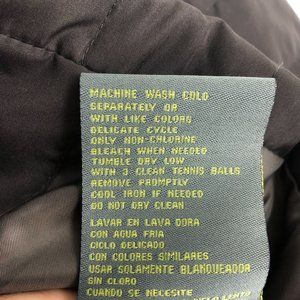 MACHINE WASH COLD
SEPARATELY OR
WITH LIKE COLORS
DELICATE CYCLE
ONLY NON-CHLORINE
BLEACH WHEN NEEDED
TUMBLE DRY LOW
WITH 3 CLEAN TENNIS BALLS
REMOVE PROMPTLY
COOL IRON IF NEEDED
DO NOT DRY CLEAN
LAVAR EN LAVA DORA
CON AGUA FRIA
CICLO DELICADO
CON COLORES SIMILARES
USAR SOLAMENTE BLANQUEADOR
SIN CLORO
CUANDO SE NECESITE